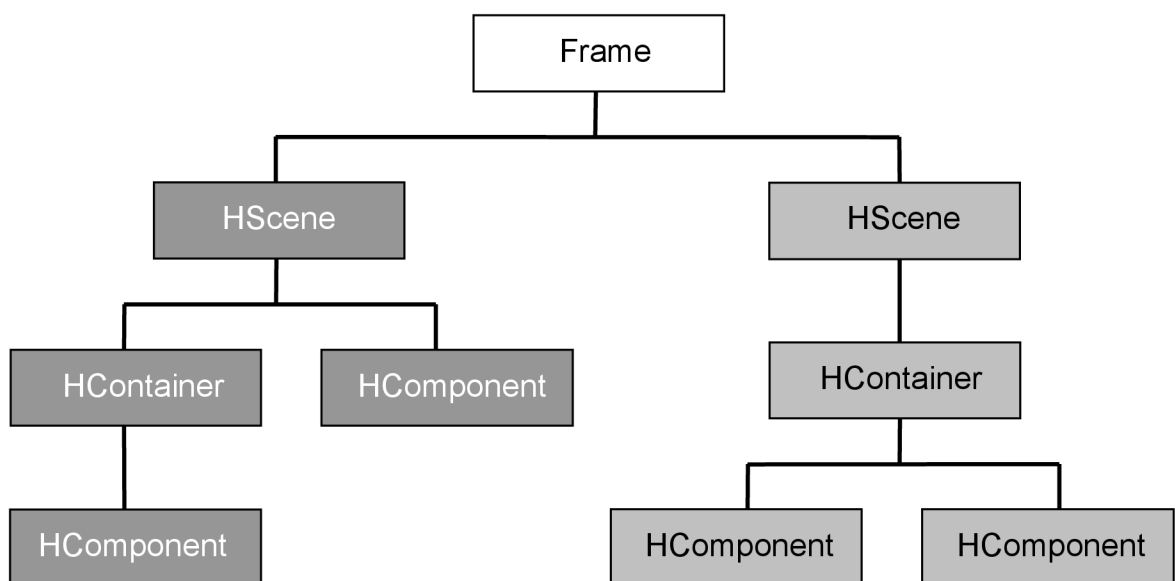 Frame
HScene
HScene
HContainer
HComponent
HContainer
HComponent
HComponent
HComponent